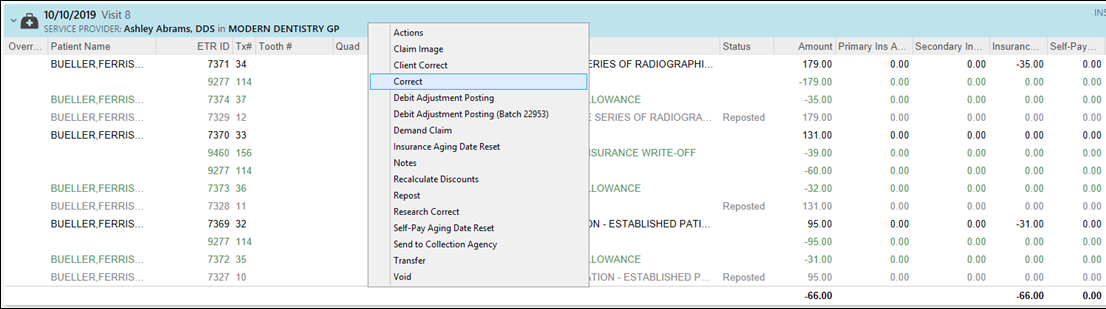 10/10/2019 Visit 8
INS
SERVICE PROVIDER: Ashley Abrams, DDS in MODERN DENTISTRY GP
Overr... Patient Name ETR ID Tx# Tooth # Quad Status Amount Primary Ins A... Secondary In... Insuranc... Self-Pay...
BUELLER,FERRIS... 7371 34 SERIES OF RADIOGRAPHI... 179.00 0.00 0.00 -35.00 0.00
9277 114 -179.00 0.00 0.00 0.00 0.00
BUELLER,FERRIS... 7374 37 LLOWANCE -35.00 0.00 0.00 0.00 0.00
BUELLER,FERRIS... 7329 12 E SERIES OF RADIOGRA... Reposted 179.00 0.00 0.00 0.00 0.00
BUELLER,FERRIS... 7370 33 131.00 0.00 0.00 0.00 0.00
9460 156 NSURANCE WRITE-OFF -39.00 0.00 0.00 0.00 0.00
9277 114 -60.00 0.00 0.00 0.00 0.00
BUELLER,FERRIS... 7373 36 LLOWANCE -32.00 0.00 0.00 0.00 0.00
BUELLER,FERRIS... 7328 11 Reposted 131.00 0.00 0.00 0.00 0.00
BUELLER,FERRIS... 7369 32 ON - ESTABLISHED PATI... 95.00 0.00 0.00 -31.00 0.00
9277 114 -95.00 0.00 0.00 0.00 0.00
BUELLER,FERRIS... 7372 35 LLOWANCE -31.00 0.00 0.00 0.00 0.00
BUELLER,FERRIS... 7327 10 ATION - ESTABLISHED P... Reposted 95.00 0.00 0.00 0.00 0.00
-66.00 -66.00 0.00
Actions
Claim Image
Client Correct
Correct
Debit Adjustment Posting
Debit Adjustment Posting (Batch 22953)
Demand Claim
Insurance Aging Date Reset
Notes
Recalculate Discounts
Repost
Research Correct
Self-Pay Aging Date Reset
Send to Collection Agency
Transfer
Void